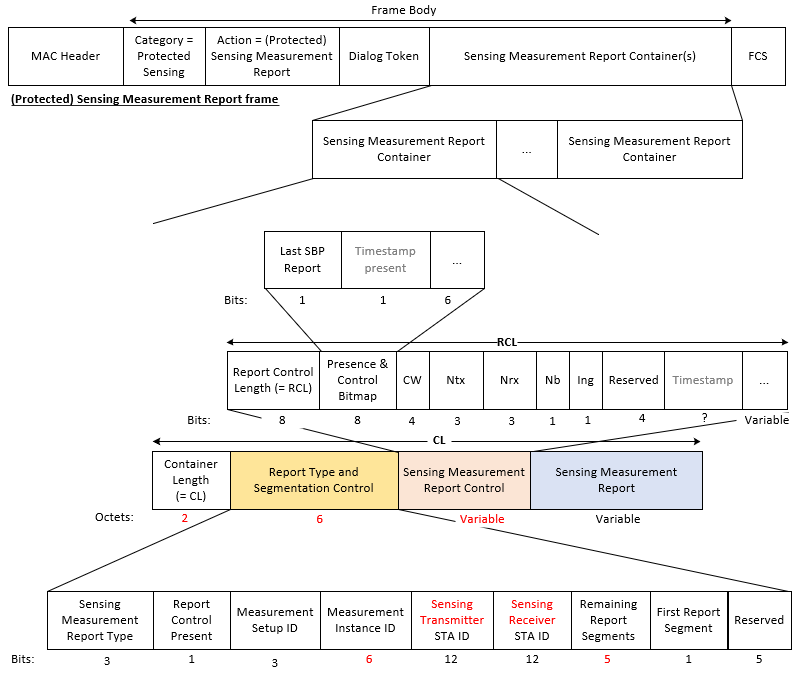 Frame Body
MAC Header
Category =
Protected
Sensing
Action = (Protected)
Sensing Measurement
Report
Dialog Token
Sensing Measurement Report Container(s)
FCS
(Protected) Sensing Measurement Report frame
Sensing Measurement Report
Container
...
Sensing Measurement Report
Container
Last SBP
Report
Timestamp
present
...
Bits:
1
1
6
RCL
Report Control
Length (= RCL)
Presence &
Control
Bitmap
CW
Ntx
Nrx
Nb
Ing
Reserved
Timestamp
...
Bits:
8
8
4
3
3
1
1
4
?
Variable
CL
Container
Length
(= CL)
Report Type and
Segmentation Control
Sensing Measurement
Report Control
Sensing Measurement
Report
Octets:
2
6
Variable
Variable
Sensing
Measurement
Report Type
Report
Control
Present
Measurement
Setup ID
Measurement
Instance ID
Sensing
Transmitter
STA ID
Sensing
Receiver
STA ID
Remaining
Report
Segments
First Report
Segment
Reserved
Bits:
3
1
3
6
12
12
5
1
5